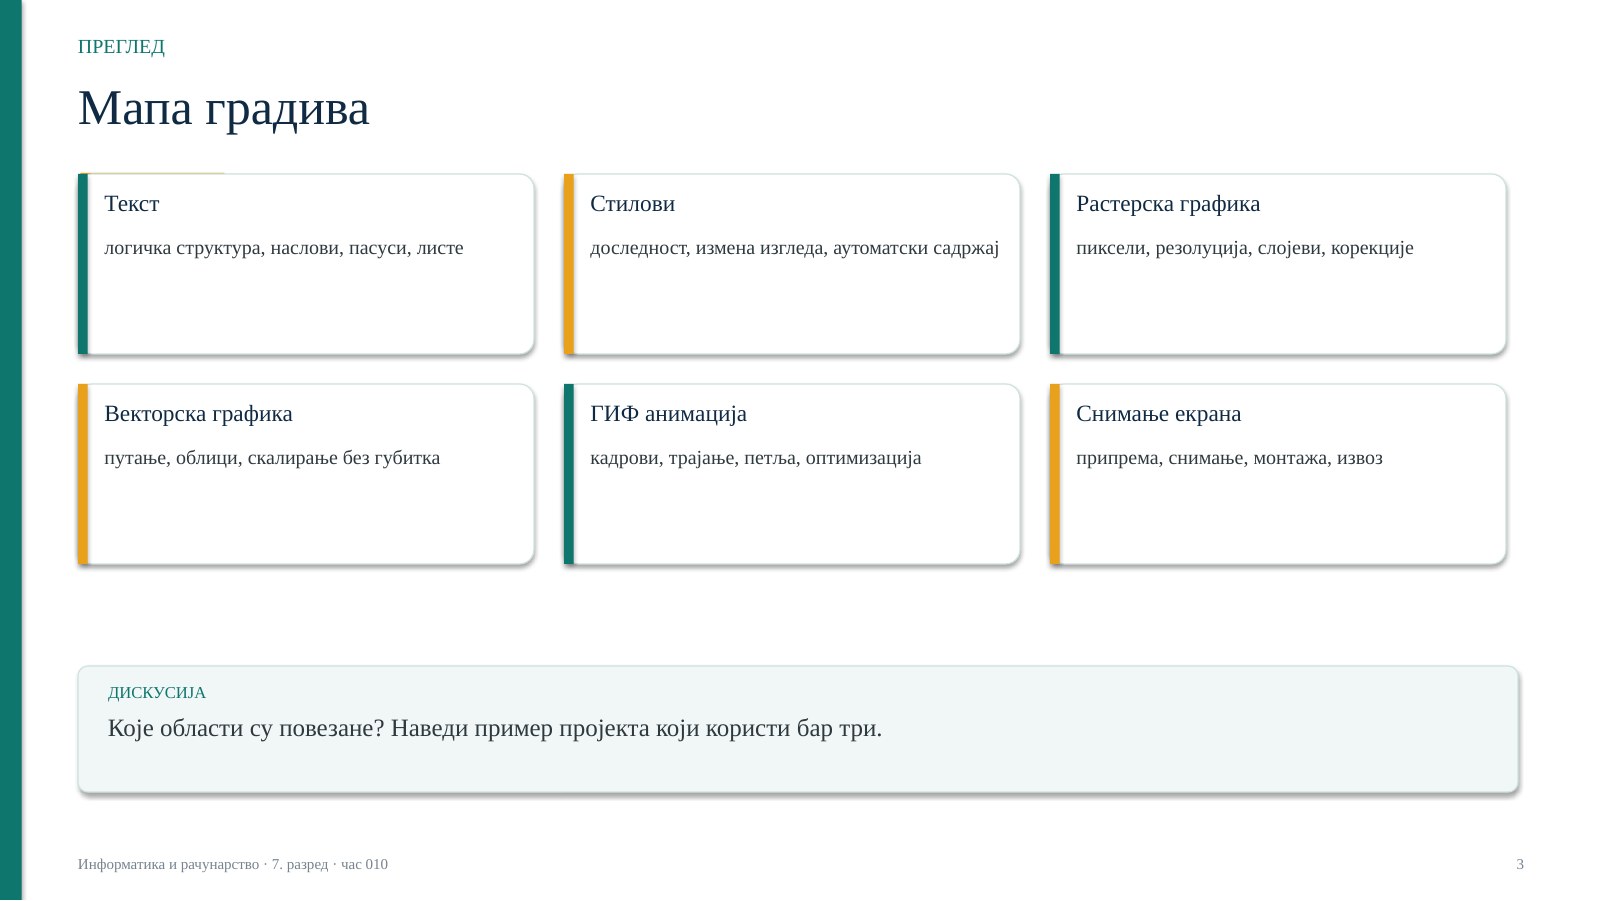 ПРЕГЛЕД
Мапа градива
Текст
логичка структура, наслови, пасуси, листе
Стилови
доследност, измена изгледа, аутоматски садржај
Растерска графика
пиксели, резолуција, слојеви, корекције
Векторска графика
путање, облици, скалирање без губитка
ГИФ анимација
кадрови, трајање, петља, оптимизација
Снимање екрана
припрема, снимање, монтажа, извоз
ДИСКУСИЈА
Које области су повезане? Наведи пример пројекта који користи бар три.
Информатика и рачунарство · 7. разред · час 010
3